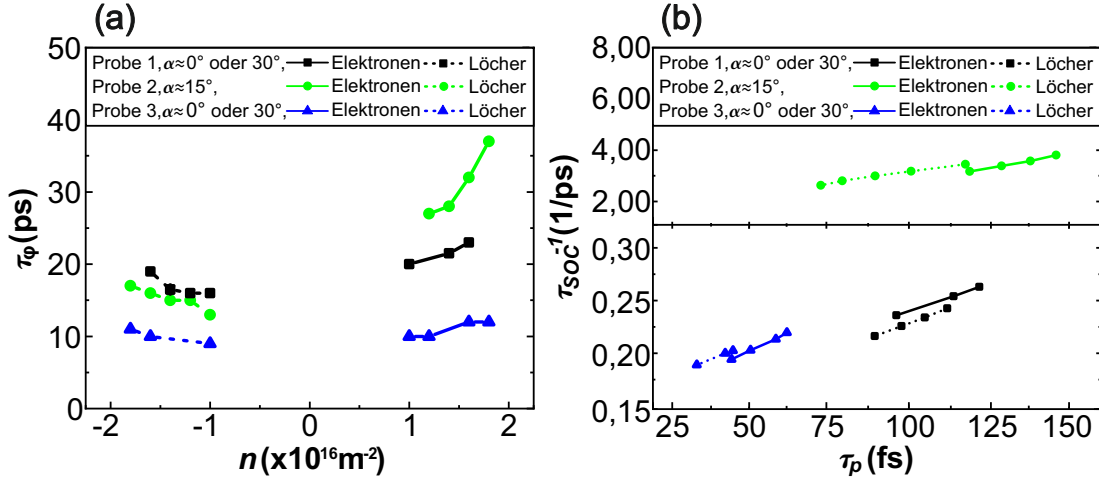 (a)
50
40
30
20
10
0
τφ (ps)
Probe 1,α≈0° oder 30°, Elektronen Löcher
Probe 2,α≈15°, Elektronen Löcher
Probe 3,α≈0° oder 30°, Elektronen Löcher
-2 -1 0 1 2
n (x10¹⁶m⁻²)
(b)
8,00
6,00
4,00
2,00
0,30
0,25
0,20
0,15
τSOC⁻¹(1/ps)
Probe 1,α≈0° oder 30°, Elektronen Löcher
Probe 2,α≈15°, Elektronen Löcher
Probe 3,α≈0° oder 30°, Elektronen Löcher
25 50 75 100 125 150
τp (fs)